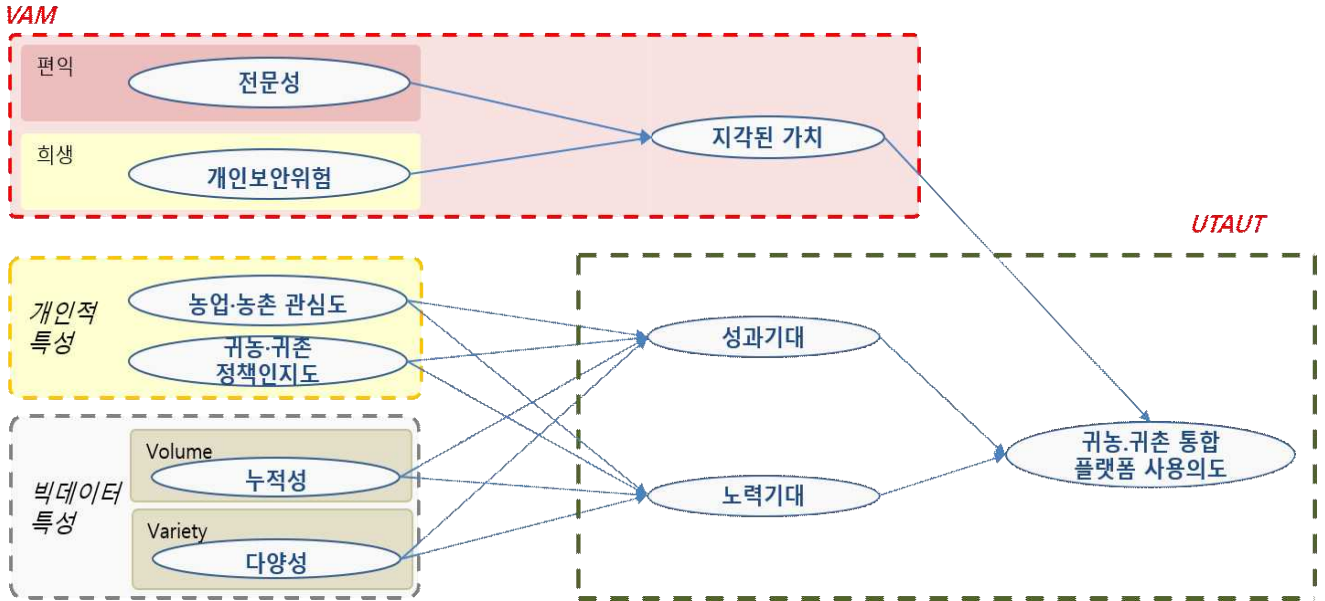 VAM
편익
전문성
희생
개인보안위험
지각된 가치
UTAUT
개인적
특성
농업·농촌 관심도
귀농·귀촌
정책인지도
성과기대
빅데이터
특성
Volume
누적성
Variety
다양성
노력기대
귀농.귀촌 통합
플랫폼 사용의도